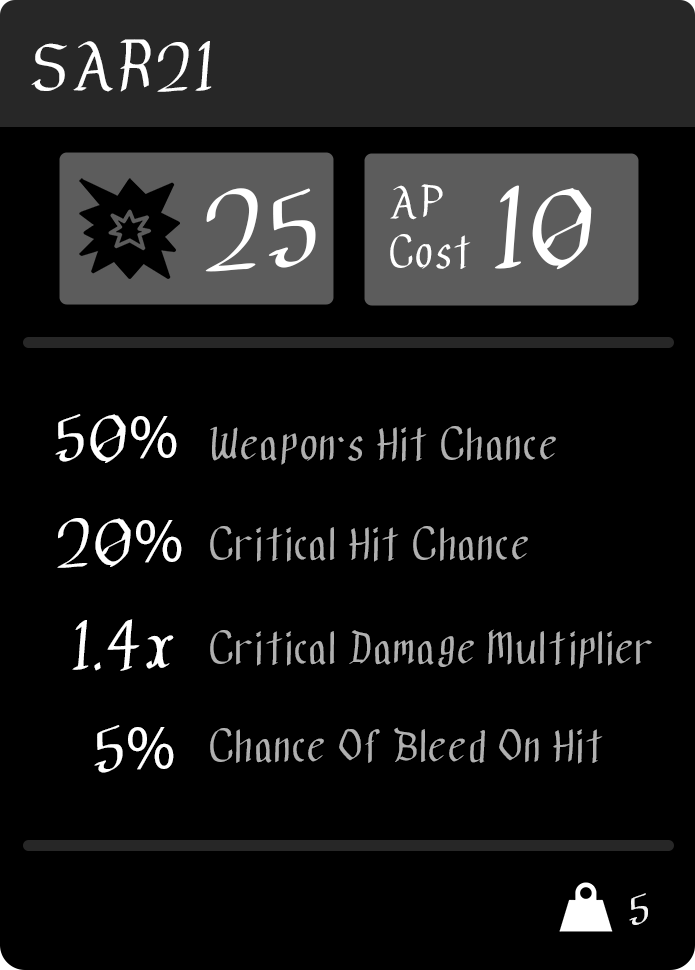 SAR21
25
AP
Cost
10
50% Weapon's Hit Chance
20% Critical Hit Chance
1.4x Critical Damage Multiplier
5% Chance Of Bleed On Hit
5